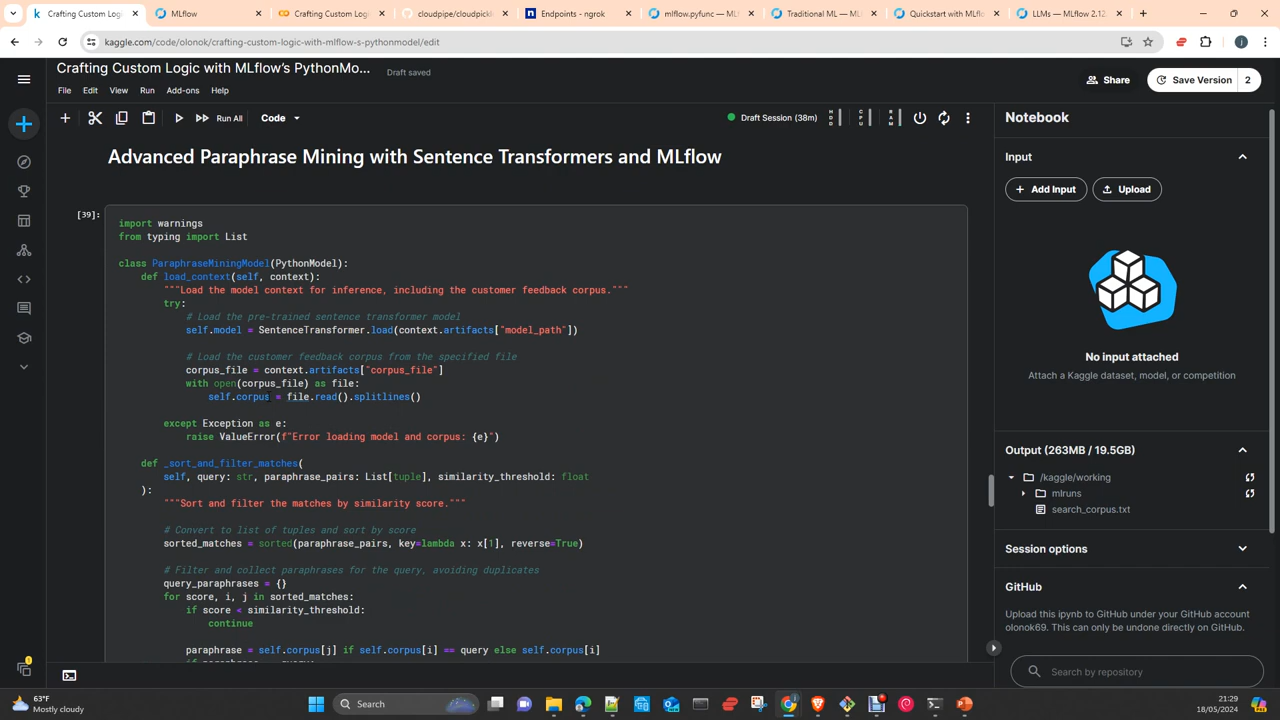 Crafting Custom Logic with MLf
MLflow
Crafting Custom Logic with MLf
cloudpipe/cloudpickl
Endpoints - ngrok
mlflow.pyfunc — ML
Traditional ML — ML
Quickstart with MLflow
LLMs — MLflow 2.12.
kaggle.com/code/olonok/crafting-custom-logic-with-mlflow-s-pythonmodel/edit
Crafting Custom Logic with MLflow's PythonMo...
Draft saved
Share
Save Version
2
File
Edit
View
Run
Add-ons
Help
Run All
Code
Draft Session (38m)
HDD
CPU
RAM
Notebook
Advanced Paraphrase Mining with Sentence Transformers and MLflow
[39]:
import warnings
from typing import List
class ParaphraseMiningModel(PythonModel):
def load_context(self, context):
"""Load the model context for inference, including the customer feedback corpus."""
try:
# Load the pre-trained sentence transformer model
self.model = SentenceTransformer.load(context.artifacts["model_path"])
# Load the customer feedback corpus from the specified file
corpus_file = context.artifacts["corpus_file"]
with open(corpus_file) as file:
self.corpus = file.read().splitlines()
except Exception as e:
raise ValueError(f"Error loading model and corpus: {e}")
def _sort_and_filter_matches(
self, query: str, paraphrase_pairs: List[tuple], similarity_threshold: float
):
"""Sort and filter the matches by similarity score."""
# Convert to list of tuples and sort by score
sorted_matches = sorted(paraphrase_pairs, key=lambda x: x[1], reverse=True)
# Filter and collect paraphrases for the query, avoiding duplicates
query_paraphrases = {}
for score, i, j in sorted_matches:
if score < similarity_threshold:
continue
paraphrase = self.corpus[j] if self.corpus[i] == query else self.corpus[i]
Input
Add Input
Upload
No input attached
Attach a Kaggle dataset, model, or competition
Output (263MB / 19.5GB)
/kaggle/working
mlruns
search_corpus.txt
Session options
GitHub
Upload this ipynb to GitHub under your GitHub account
olonok69. This can only be undone directly on GitHub.
Search by repository
63°F
Mostly cloudy
Search
21:29
18/05/2024